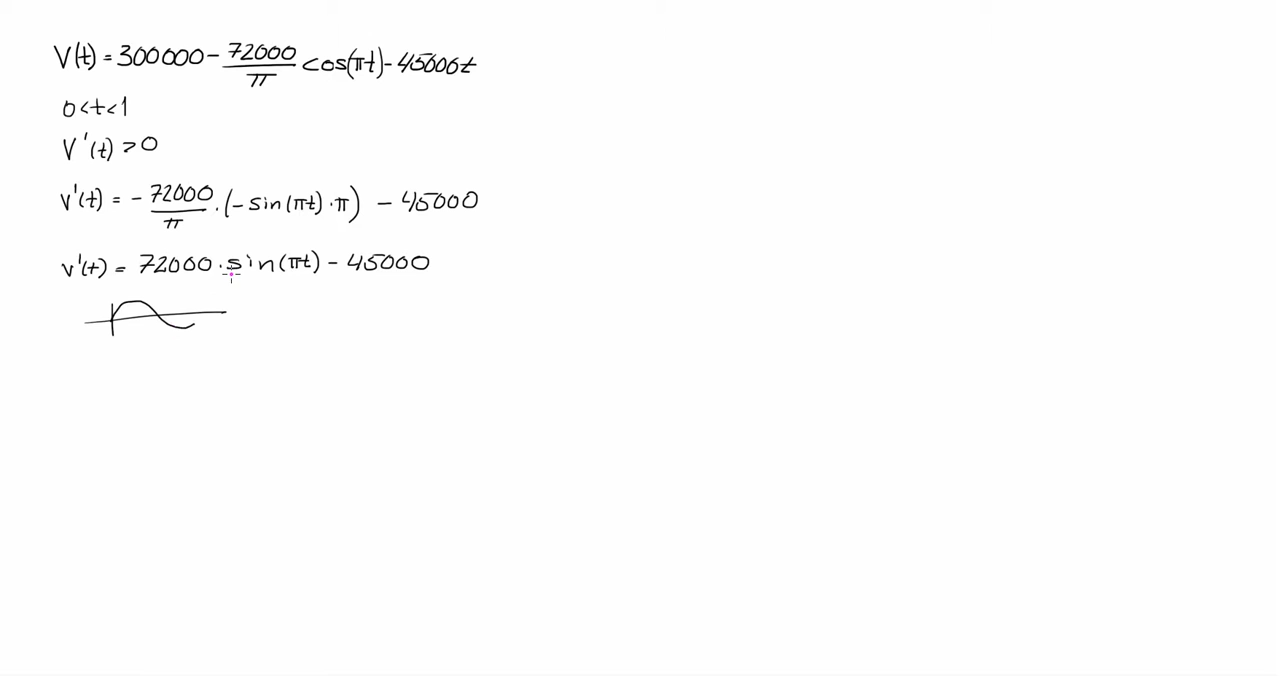 V(t) = 300000 - 72000/π cos(πt) - 45000t
0 < t < 1
V'(t) > 0
V'(t) = - 72000/π · (- sin(πt) · π) - 45000
V'(t) = 72000 · sin(πt) - 45000